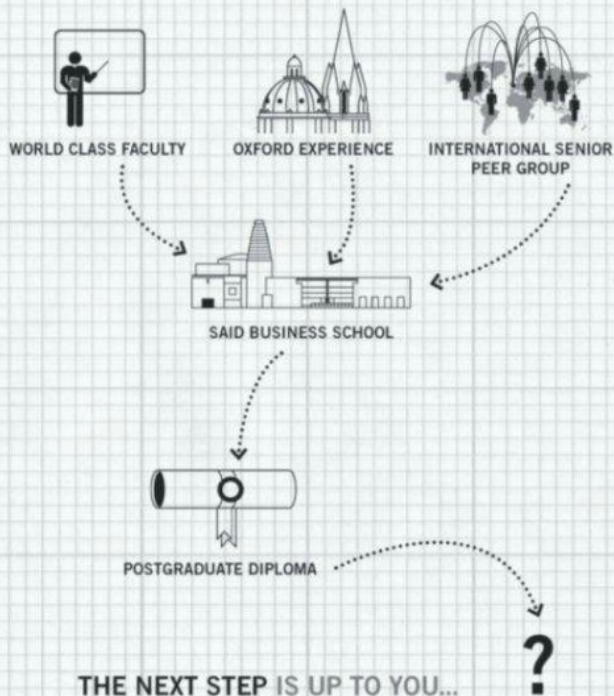 WORLD CLASS FACULTY
OXFORD EXPERIENCE
INTERNATIONAL SENIOR
PEER GROUP
SAID BUSINESS SCHOOL
POSTGRADUATE DIPLOMA
?
THE NEXT STEP IS UP TO YOU...